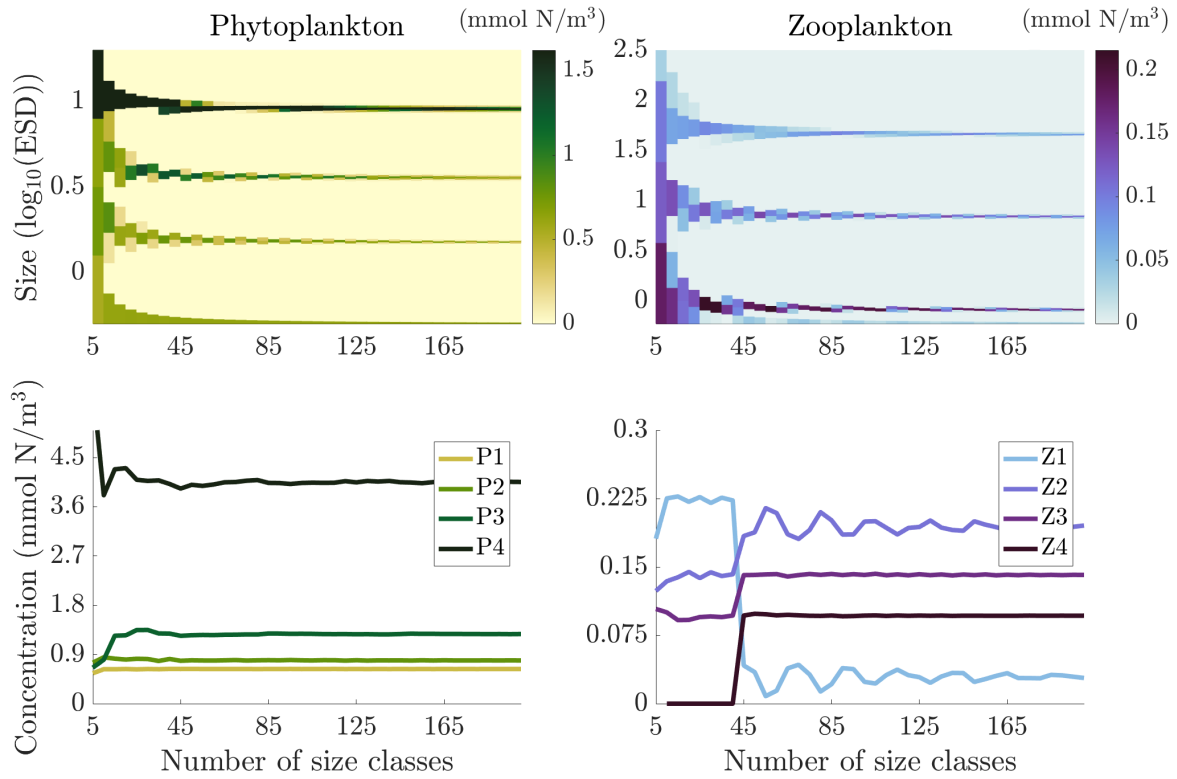 Phytoplankton (mmol N/m³) Zooplankton (mmol N/m³)
Size (log₁₀(ESD))
1
0.5
0
5 45 85 125 165
1.5
1
0.5
0
2.5
2
1.5
1
0.5
0
5 45 85 125 165
0.2
0.15
0.1
0.05
0
Concentration (mmol N/m³)
4.5
3.6
2.7
1.8
0.9
0
5 45 85 125 165
Number of size classes
P1
P2
P3
P4
0.3
0.225
0.15
0.075
0
5 45 85 125 165
Number of size classes
Z1
Z2
Z3
Z4